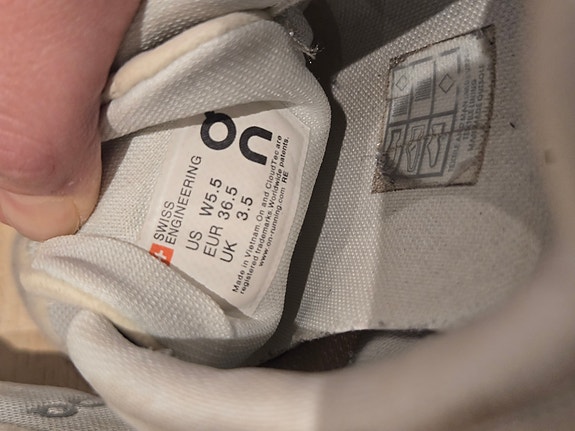 on
SWISS
ENGINEERING
US W5.5
EUR 36.5
UK 3.5
Made in Vietnam On and CloudTec are
registered trademarks. Worldwide patents.
www.on-running.com RE